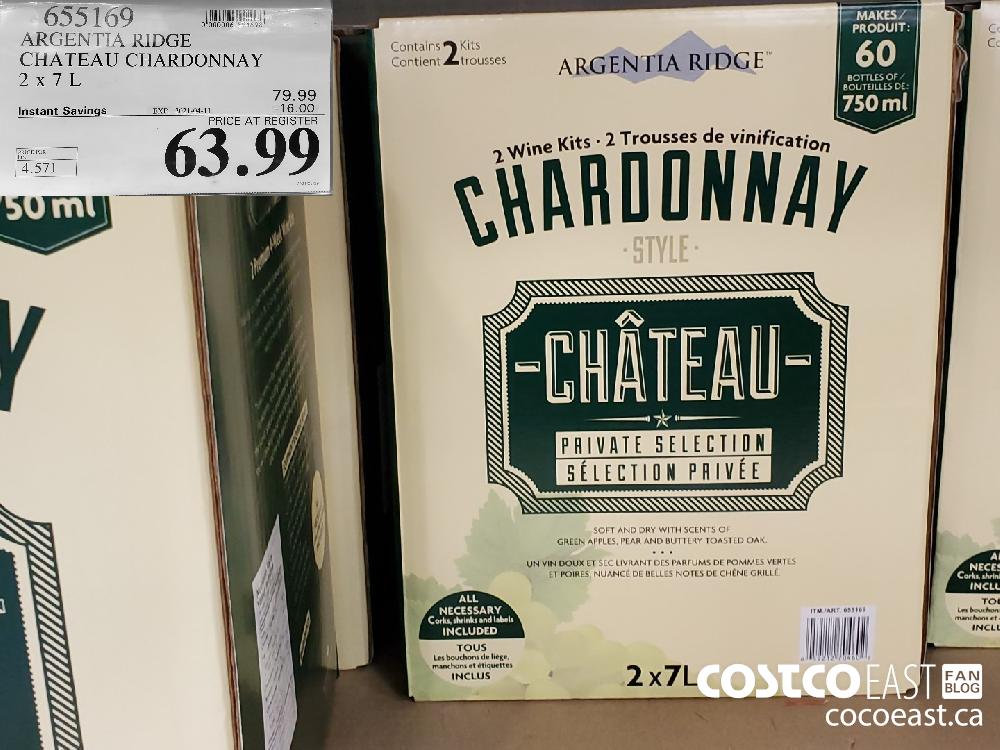 655169
ARGENTIA RIDGE
CHATEAU CHARDONNAY
2 x 7 L
79.99
Instant Savings
16.00
PRICE AT REGISTER
63.99
4.571
50 ml
Y
Contains 2 Kits
Contient 2 trousses
ARGENTIA RIDGE™
MAKES /
PRODUIT :
60
BOTTLES OF /
BOUTEILLES DE :
750 ml
2 Wine Kits · 2 Trousses de vinification
CHARDONNAY
· STYLE ·
-CHÂTEAU-
PRIVATE SELECTION
SÉLECTION PRIVÉE
SOFT AND DRY WITH SCENTS OF
GREEN APPLES, PEAR AND BUTTERY TOASTED OAK.
• • •
UN VIN DOUX ET SEC LIVRANT DES PARFUMS DE POMMES VERTES
ET POIRES, NUANCÉ DE BELLES NOTES DE CHÊNE GRILLÉ.
ALL
NECESSARY
Corks, shrinks and labels
INCLUDED
TOUS
Les bouchons de liège,
manchons et étiquettes
INCLUS
ITM./ART. 655169
2 x 7L
COSTCO EAST FAN BLOG
cocoeast.ca